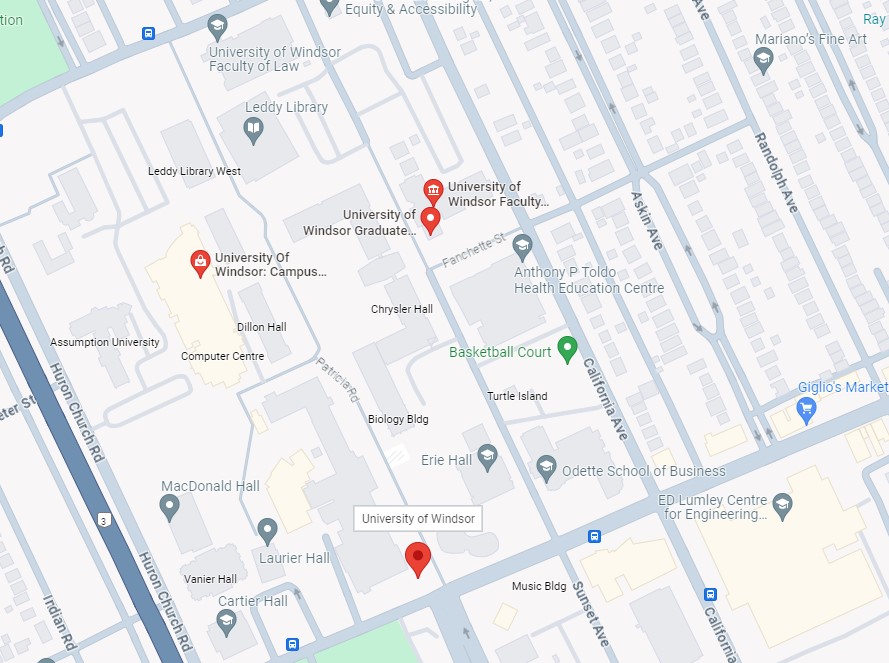 Equity & Accessibility
tion
Ave
Ray
University of Windsor
Faculty of Law
Mariano's Fine Art
Leddy Library
Leddy Library West
University of
Windsor Faculty...
University of
Windsor Graduate...
Randolph Ave
Askin Ave
Fanchette St
h Rd
University Of
Windsor: Campus...
Anthony P Toldo
Health Education Centre
Chrysler Hall
Dillon Hall
Assumption University
Computer Centre
Basketball Court
California Ave
Patricia Rd
Giglio's Market
Turtle Island
eter St
Huron Church Rd
Biology Bldg
Erie Hall
Odette School of Business
MacDonald Hall
ED Lumley Centre
for Engineering...
3
University of Windsor
Laurier Hall
Vanier Hall
Huron Church Rd
Music Bldg
Cartier Hall
Indian Rd
Sunset Ave
California